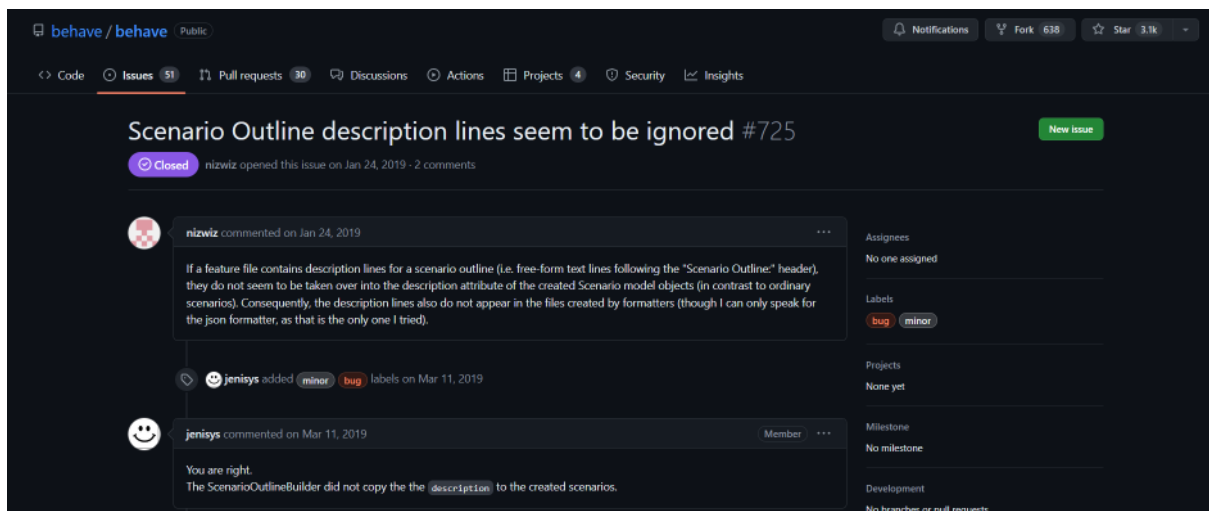 behave / behave Public
Notifications Fork 638 Star 3.1k
Code Issues 51 Pull requests 30 Discussions Actions Projects 4 Security Insights
Scenario Outline description lines seem to be ignored #725
New issue
Closed nizwiz opened this issue on Jan 24, 2019 · 2 comments
nizwiz commented on Jan 24, 2019 ···
If a feature file contains description lines for a scenario outline (i.e. free-form text lines following the "Scenario Outline:" header),
they do not seem to be taken over into the description attribute of the created Scenario model objects (in contrast to ordinary
scenarios). Consequently, the description lines also do not appear in the files created by formatters (though I can only speak for
the json formatter, as that is the only one I tried).
jenisys added minor bug labels on Mar 11, 2019
jenisys commented on Mar 11, 2019 Member ···
You are right.
The ScenarioOutlineBuilder did not copy the the description to the created scenarios.
Assignees
No one assigned
Labels
bug minor
Projects
None yet
Milestone
No milestone
Development
No branches or pull requests